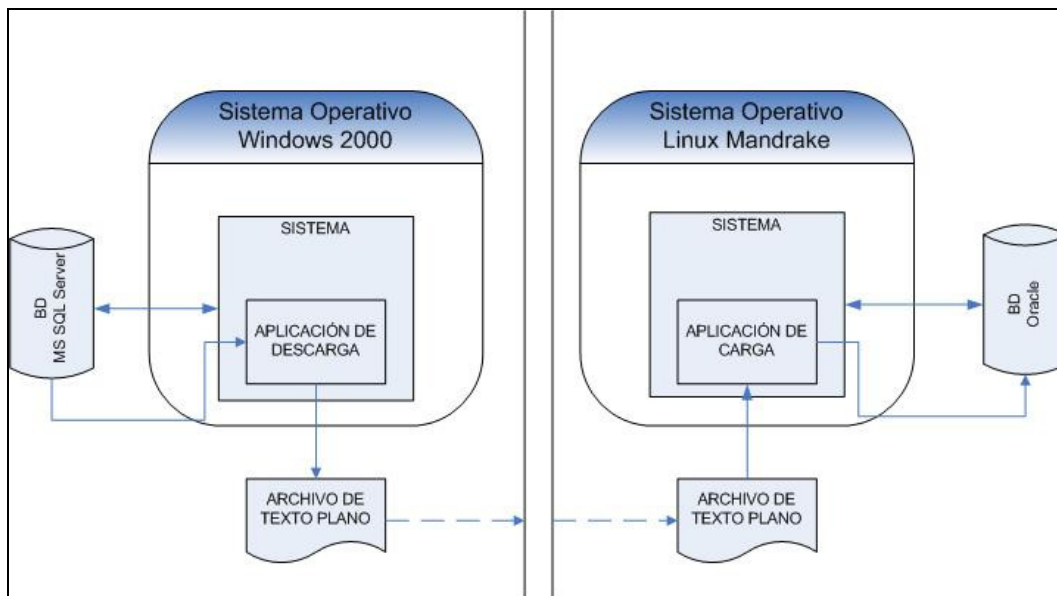 Sistema Operativo
Windows 2000
SISTEMA
BD
MS SQL Server
APLICACIÓN DE
DESCARGA
ARCHIVO DE
TEXTO PLANO
Sistema Operativo
Linux Mandrake
SISTEMA
APLICACIÓN DE
CARGA
BD
Oracle
ARCHIVO DE
TEXTO PLANO